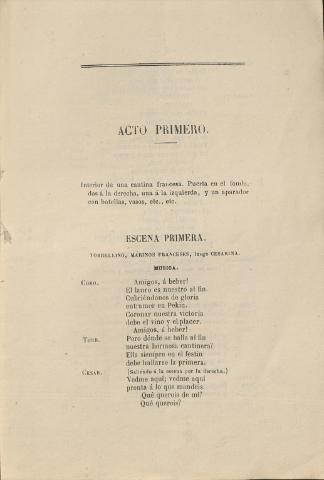 ACTO PRIMERO.
Interior de una cantina francesa. Puerta en el fondo,
dos á la derecha, una á la izquierda, y un aparador
con botellas, vasos, etc., etc.
ESCENA PRIMERA.
TORBELLINO, MARINOS FRANCESES, luego CESARINA.
MUSICA.
CORO. Amigos, á beber!
El lauro es nuestro al fin.
Cubriéndonos de gloria
entramos en Pekin.
Coronar nuestra victoria
debe el vino y el placer.
Amigos, á beber!
TORB. Pero dónde se halla al fin
nuestra hermosa cantinera?
Ella siempre en el festin
debe hallarse la primera.
CESAR. (Saliendo á la escena por la derecha.)
Vedme aquí; vedme aquí
pronta á lo que mandeis.
Qué quereis de mí?
Qué quereis?